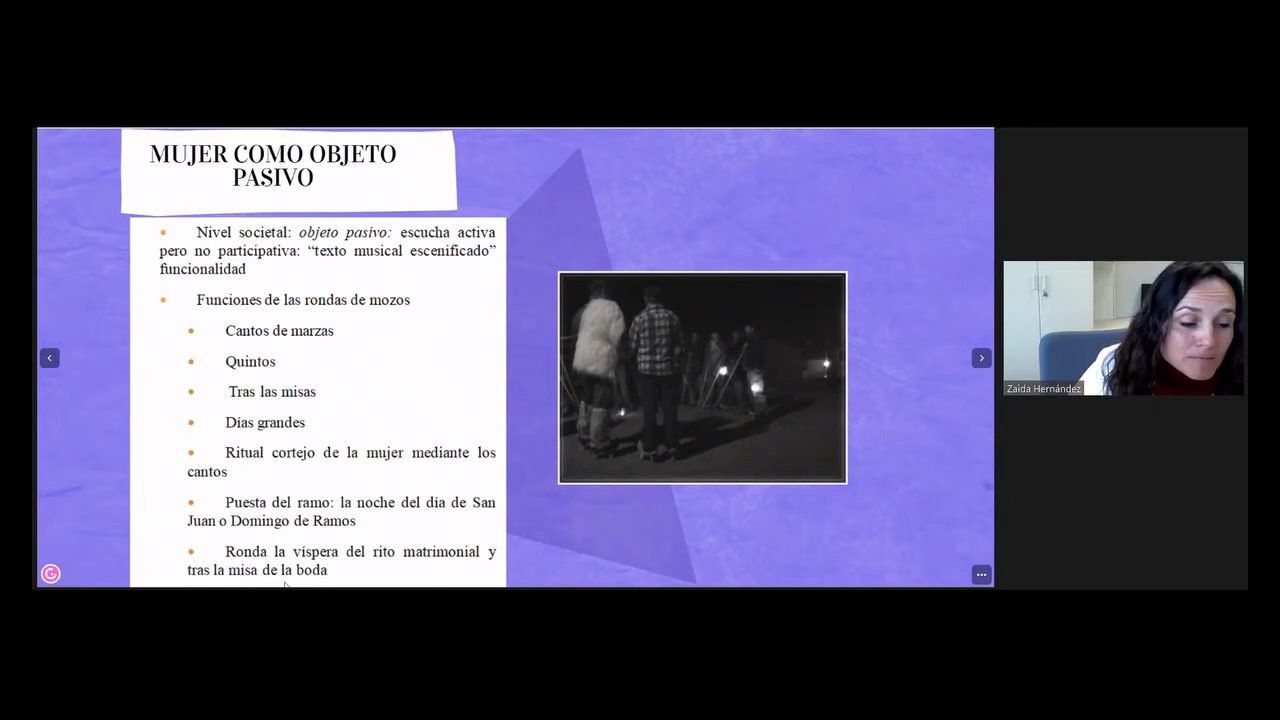 MUJER COMO OBJETO
PASIVO
• Nivel societal: objeto pasivo: escucha activa
pero no participativa: “texto musical escenificado”
funcionalidad
• Funciones de las rondas de mozos
• Cantos de marzas
• Quintos
• Tras las misas
• Días grandes
• Ritual cortejo de la mujer mediante los
cantos
• Puesta del ramo: la noche del día de San
Juan o Domingo de Ramos
• Ronda la víspera del rito matrimonial y
tras la misa de la boda
Zaida Hernández